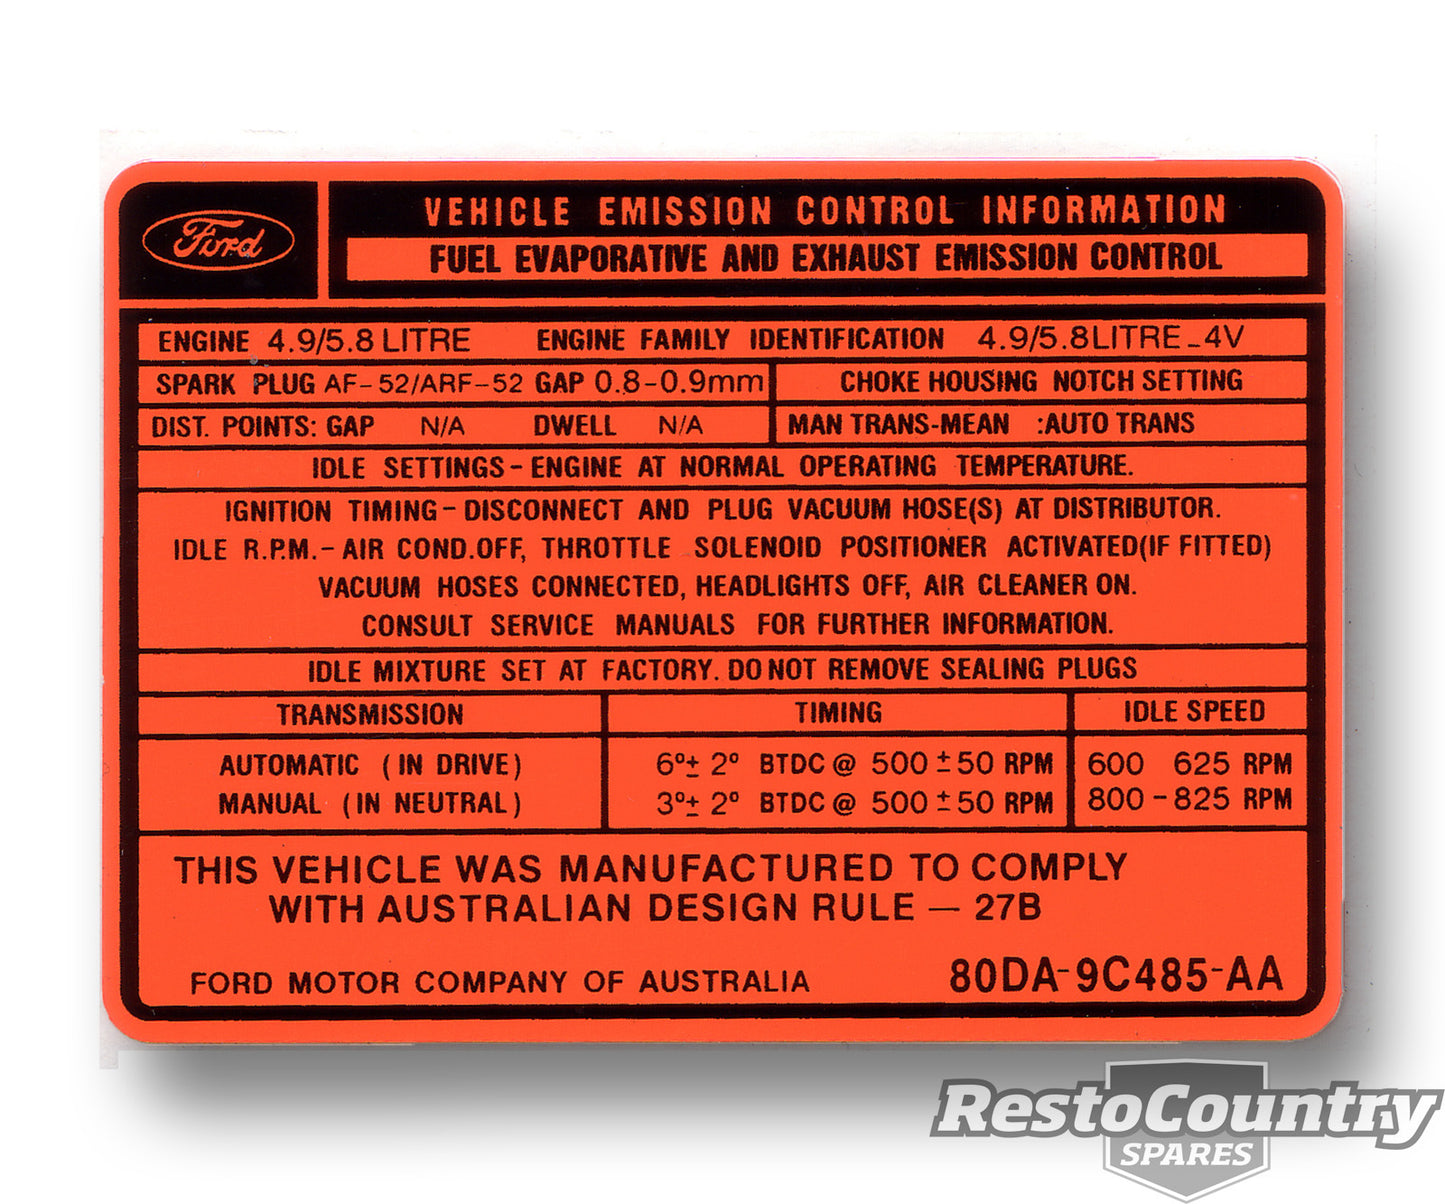 Ford
VEHICLE EMISSION CONTROL INFORMATION
FUEL EVAPORATIVE AND EXHAUST EMISSION CONTROL
ENGINE 4.9/5.8 LITRE ENGINE FAMILY IDENTIFICATION 4.9/5.8LITRE-4V
SPARK PLUG AF-52/ARF-52 GAP 0.8-0.9mm CHOKE HOUSING NOTCH SETTING
DIST. POINTS: GAP N/A DWELL N/A MAN TRANS-MEAN :AUTO TRANS
IDLE SETTINGS - ENGINE AT NORMAL OPERATING TEMPERATURE.
IGNITION TIMING - DISCONNECT AND PLUG VACUUM HOSE(S) AT DISTRIBUTOR.
IDLE R.P.M. - AIR COND.OFF, THROTTLE SOLENOID POSITIONER ACTIVATED(IF FITTED)
VACUUM HOSES CONNECTED, HEADLIGHTS OFF, AIR CLEANER ON.
CONSULT SERVICE MANUALS FOR FURTHER INFORMATION.
IDLE MIXTURE SET AT FACTORY. DO NOT REMOVE SEALING PLUGS
TRANSMISSION TIMING IDLE SPEED
AUTOMATIC (IN DRIVE) 6º± 2º BTDC @ 500 ±50 RPM 600 625 RPM
MANUAL (IN NEUTRAL) 3º± 2º BTDC @ 500 ±50 RPM 800 - 825 RPM
THIS VEHICLE WAS MANUFACTURED TO COMPLY
WITH AUSTRALIAN DESIGN RULE — 27B
FORD MOTOR COMPANY OF AUSTRALIA 80DA-9C485-AA
RestoCountry
SPARES